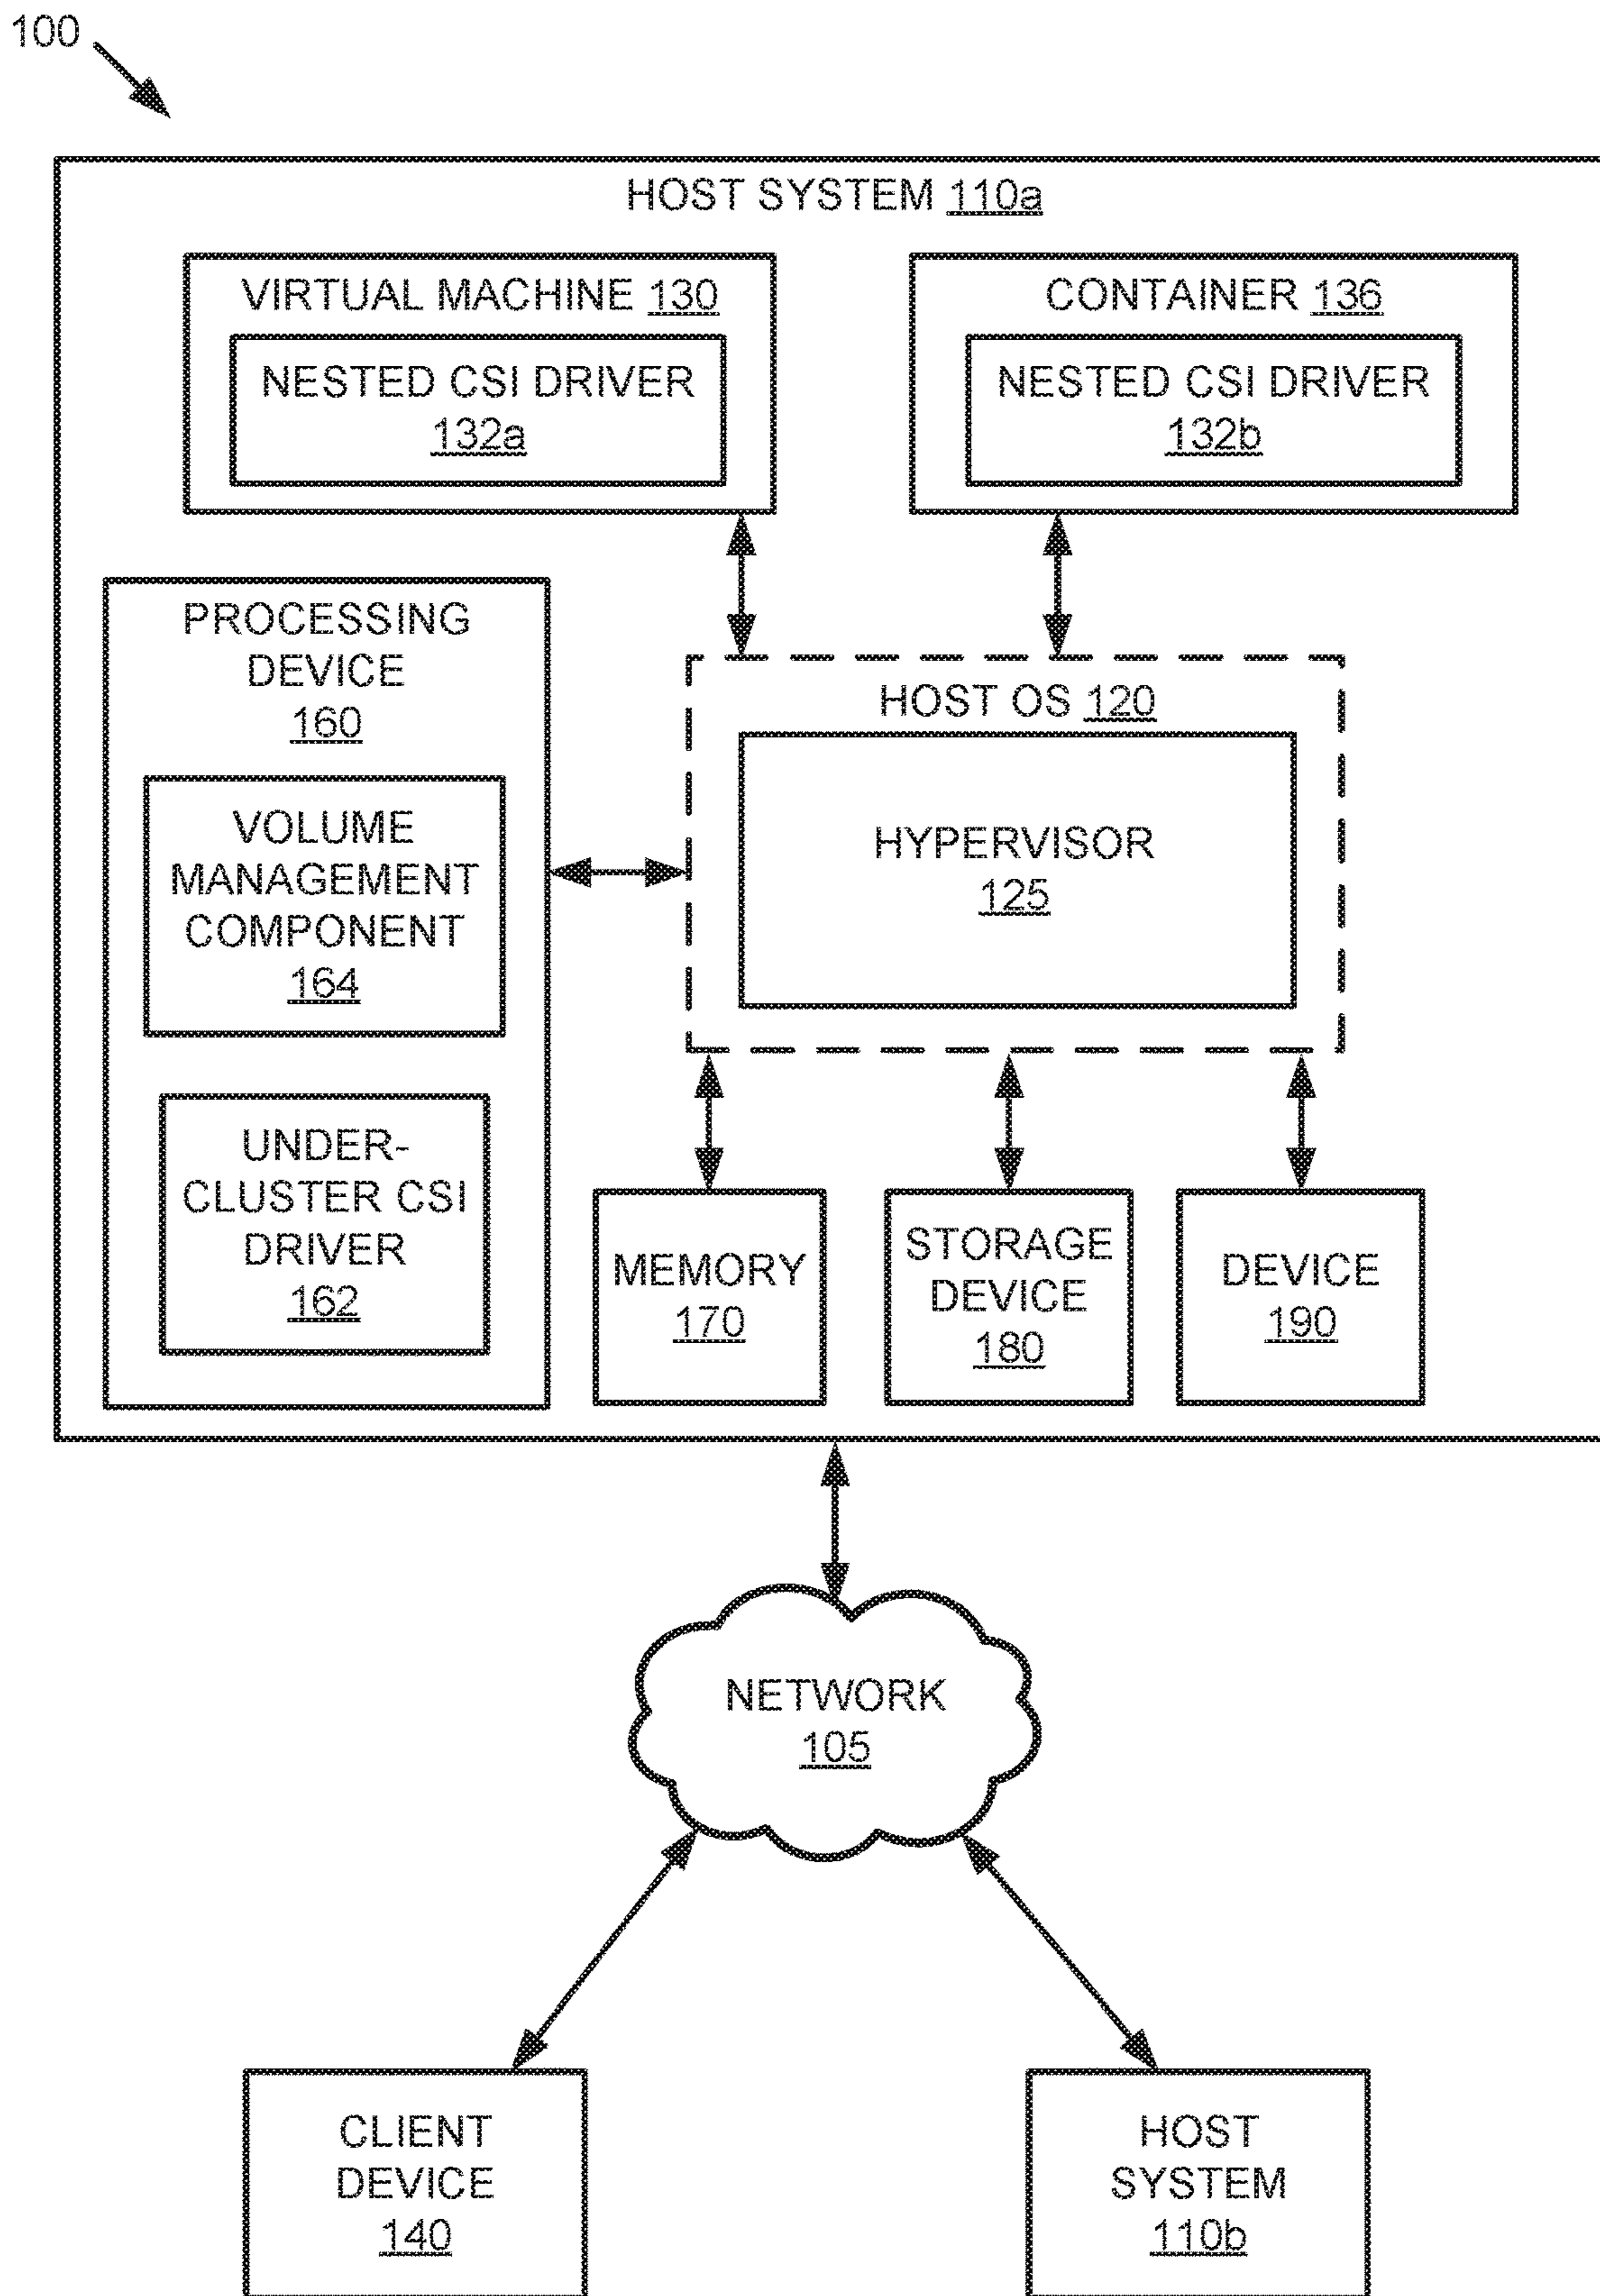 100
HOST SYSTEM 110a
VIRTUAL MACHINE 130
NESTED CSI DRIVER
132a
CONTAINER 136
NESTED CSI DRIVER
132b
PROCESSING
DEVICE
160
VOLUME
MANAGEMENT
COMPONENT
164
UNDER-
CLUSTER CSI
DRIVER
162
HOST OS 120
HYPERVISOR
125
MEMORY
170
STORAGE
DEVICE
180
DEVICE
190
NETWORK
105
CLIENT
DEVICE
140
HOST
SYSTEM
110b